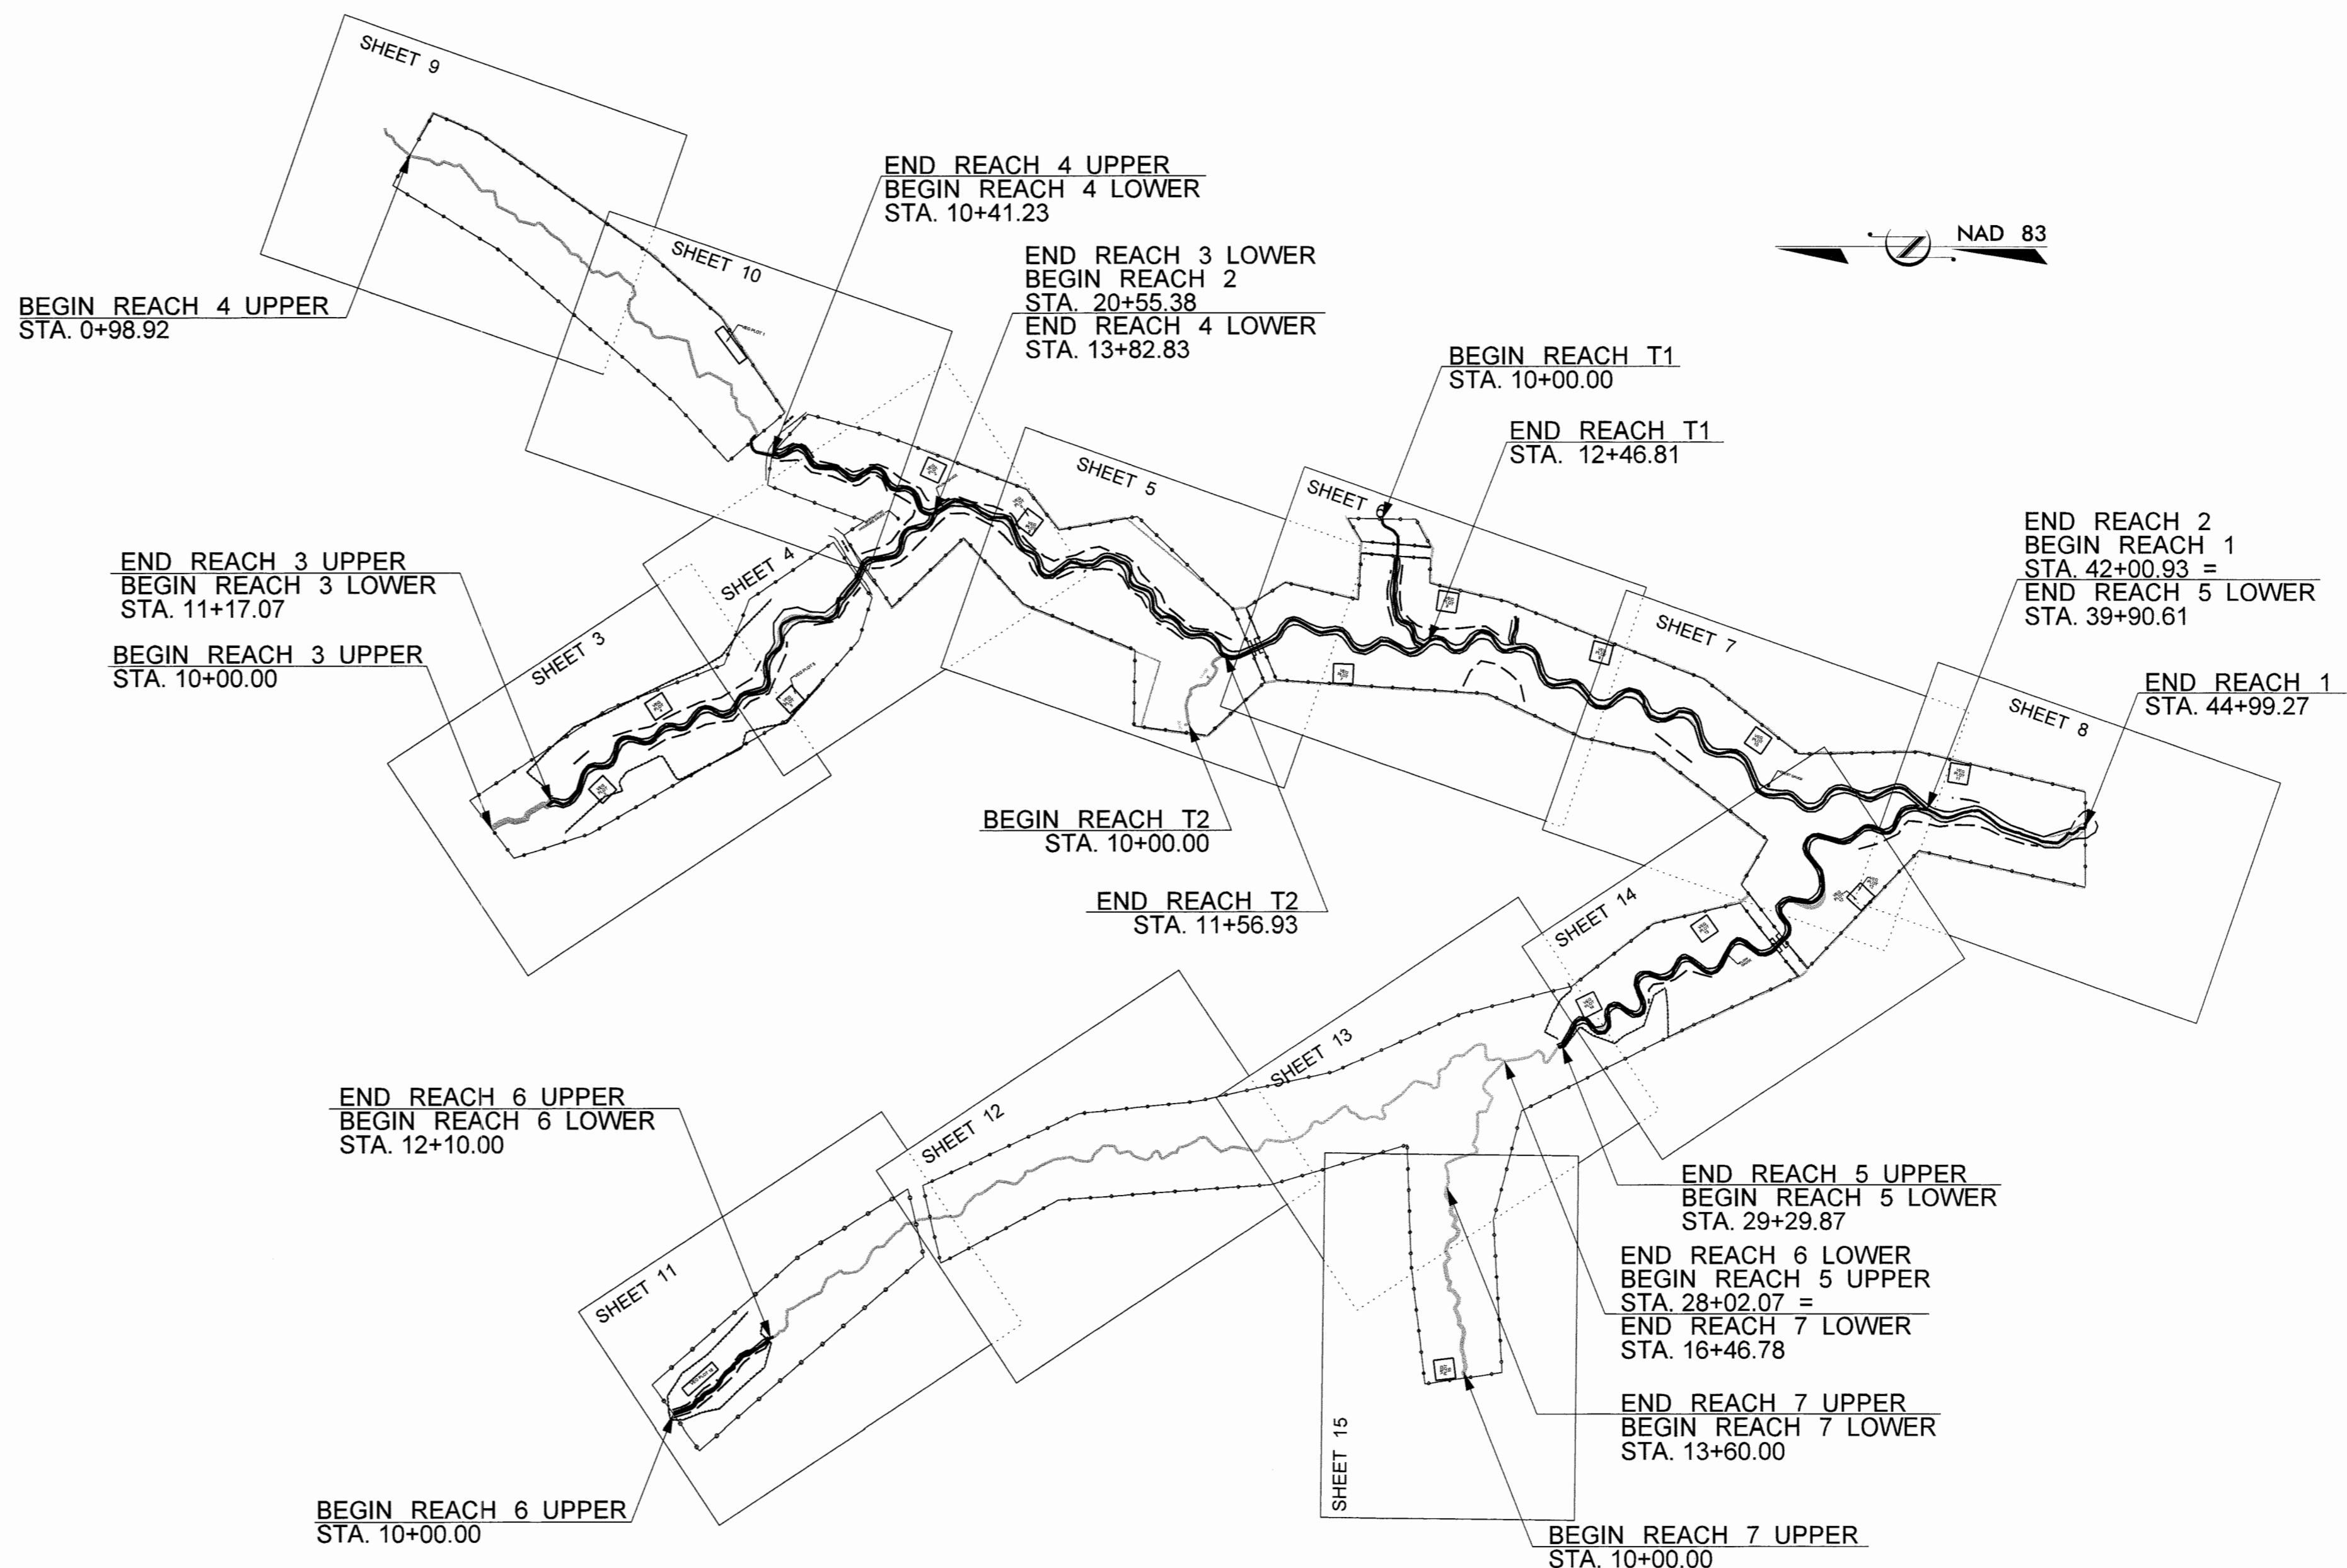 SHEET 9
END REACH 4 UPPER
BEGIN REACH 4 LOWER
STA. 10+41.23
NAD 83
SHEET 10
END REACH 3 LOWER
BEGIN REACH 2
STA. 20+55.38
END REACH 4 LOWER
STA. 13+82.83
BEGIN REACH 4 UPPER
STA. 0+98.92
BEGIN REACH T1
STA. 10+00.00
END REACH T1
STA. 12+46.81
SHEET 5
SHEET 6
END REACH 2
BEGIN REACH 1
STA. 42+00.93 =
END REACH 5 LOWER
STA. 39+90.61
END REACH 3 UPPER
BEGIN REACH 3 LOWER
STA. 11+17.07
SHEET 4
SHEET 3
SHEET 7
BEGIN REACH 3 UPPER
STA. 10+00.00
END REACH 1
STA. 44+99.27
SHEET 8
BEGIN REACH T2
STA. 10+00.00
END REACH T2
STA. 11+56.93
SHEET 14
SHEET 13
END REACH 6 UPPER
BEGIN REACH 6 LOWER
STA. 12+10.00
SHEET 12
END REACH 5 UPPER
BEGIN REACH 5 LOWER
STA. 29+29.87
SHEET 11
END REACH 6 LOWER
BEGIN REACH 5 UPPER
STA. 28+02.07 =
END REACH 7 LOWER
STA. 16+46.78
END REACH 7 UPPER
BEGIN REACH 7 LOWER
STA. 13+60.00
SHEET 15
BEGIN REACH 6 UPPER
STA. 10+00.00
BEGIN REACH 7 UPPER
STA. 10+00.00